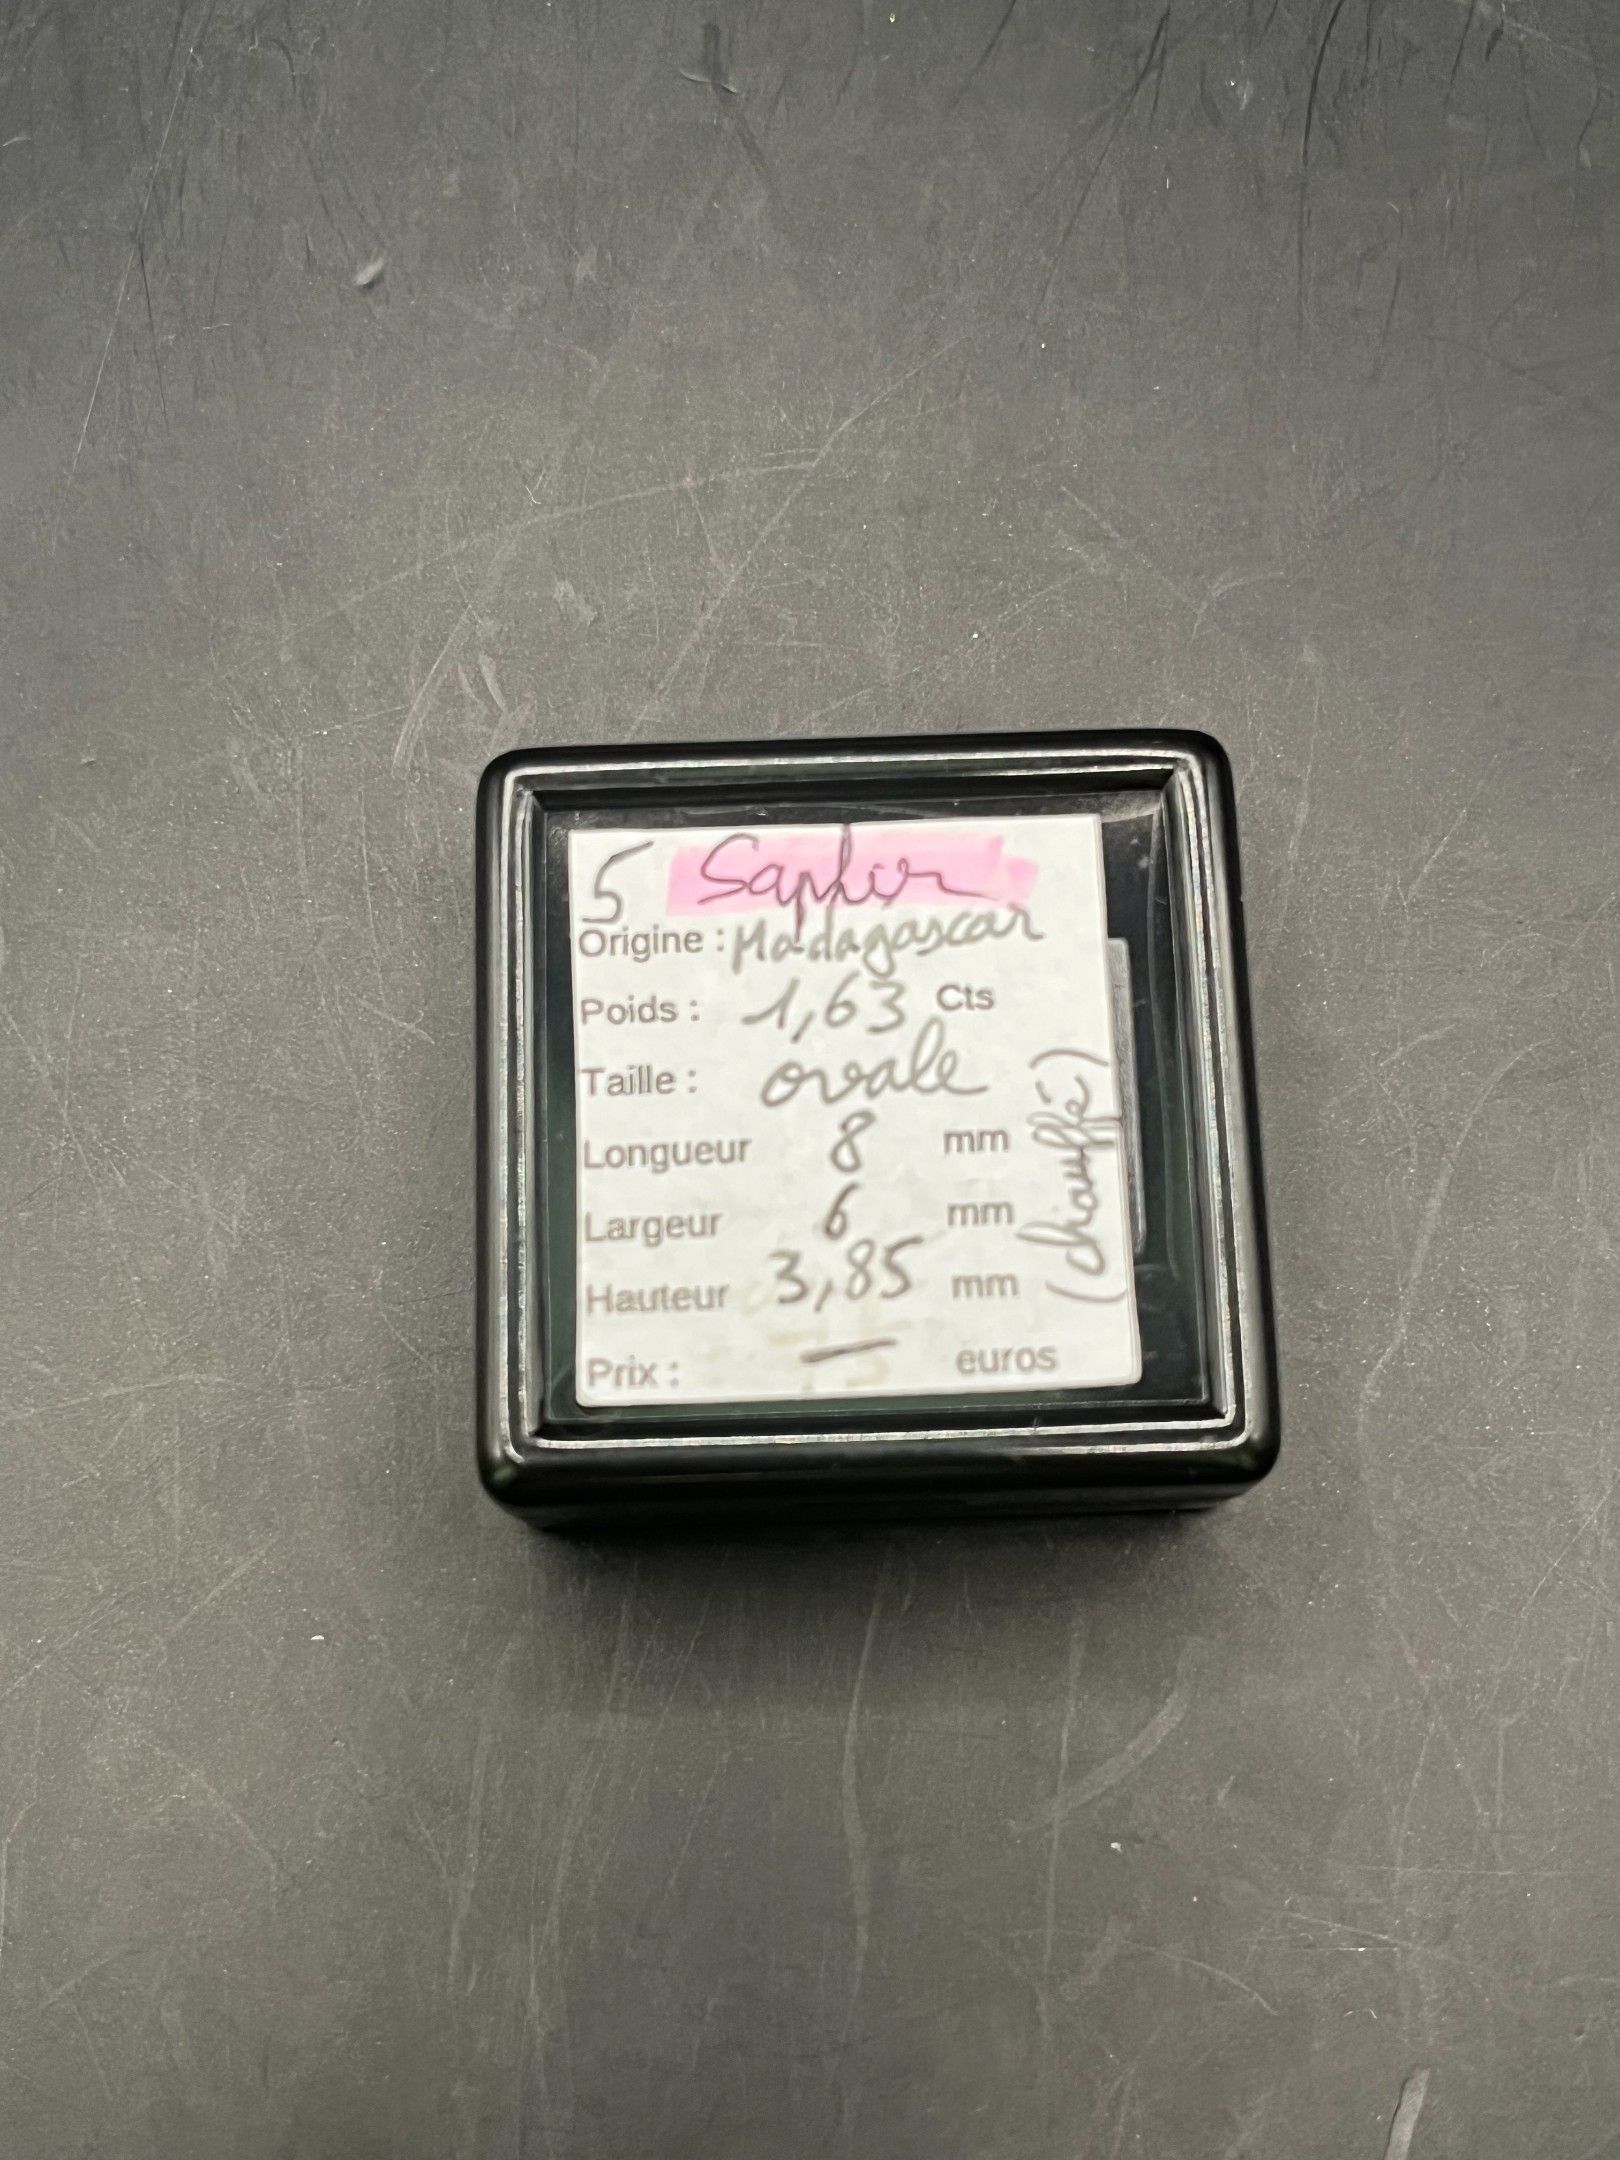 5 Saphir
Origine : Madagascar
Poids : 1,63 Cts
Taille : ovale
Longueur 8 mm
Largeur 6 mm
Hauteur 3,85 mm
Prix : — euros
(chauffé)